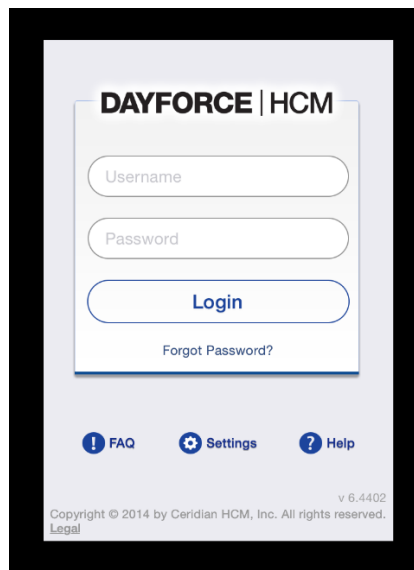 DAYFORCE | HCM
Username
Password
Login
Forgot Password?
! FAQ Settings ? Help
v 6.4402
Copyright © 2014 by Ceridian HCM, Inc. All rights reserved.
Legal